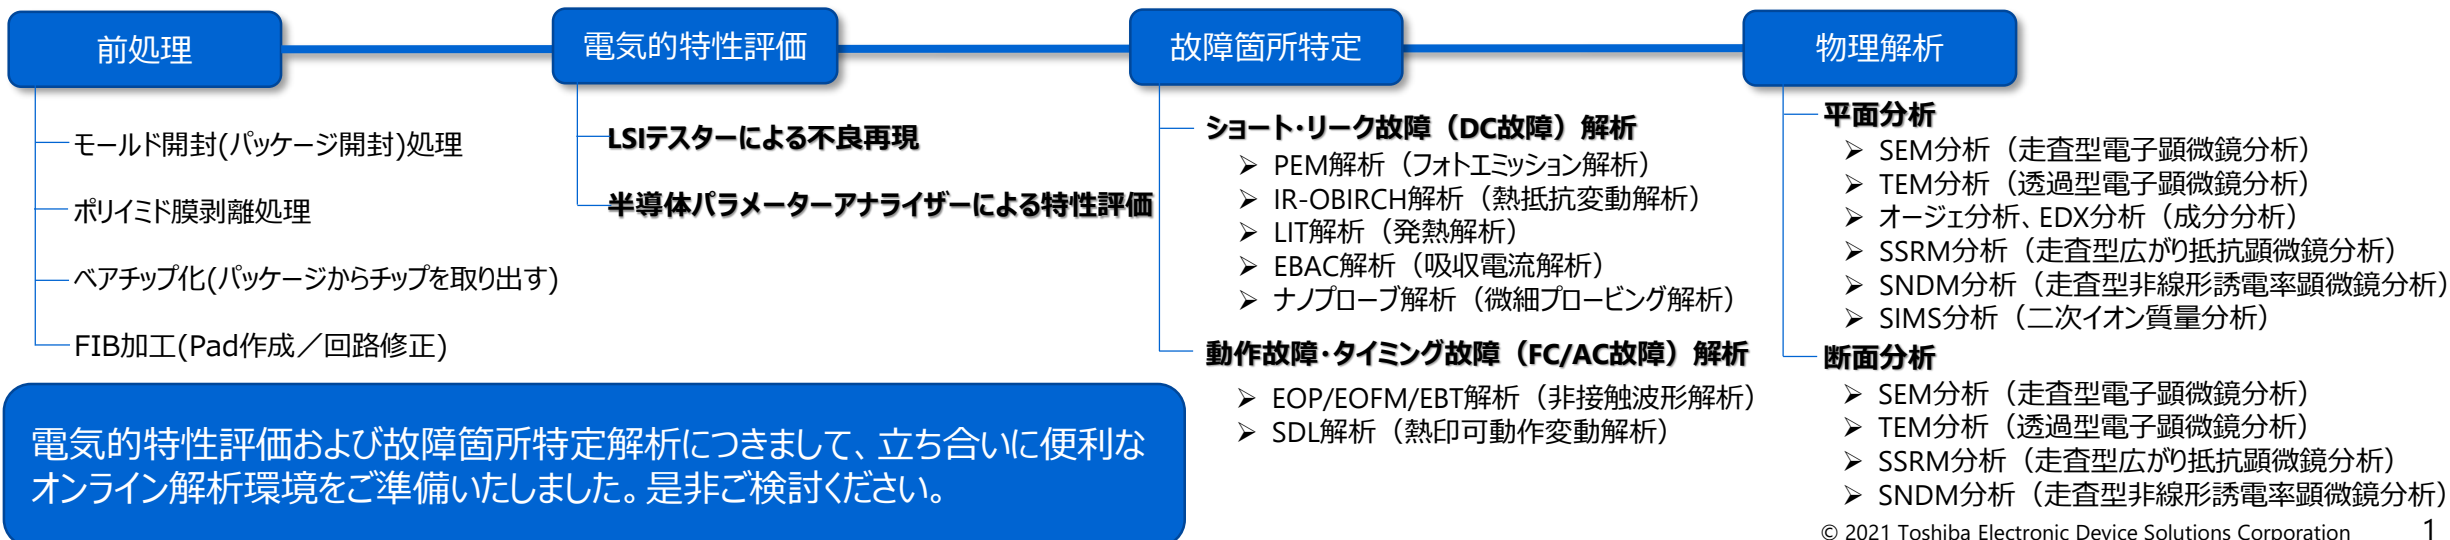 前処理
モールド開封(パッケージ開封)処理
ポリイミド膜剥離処理
ベアチップ化(パッケージからチップを取り出す)
FIB加工(Pad作成／回路修正)
電気的特性評価
LSIテスターによる不良再現
半導体パラメーターアナライザーによる特性評価
故障箇所特定
ショート・リーク故障（DC故障）解析
➢ PEM解析（フォトエミッション解析）
➢ IR-OBIRCH解析（熱抵抗変動解析）
➢ LIT解析（発熱解析）
➢ EBAC解析（吸収電流解析）
➢ ナノプローブ解析（微細プロービング解析）
動作故障・タイミング故障（FC/AC故障）解析
➢ EOP/EOFM/EBT解析（非接触波形解析）
➢ SDL解析（熱印可動作変動解析）
物理解析
平面分析
➢ SEM分析（走査型電子顕微鏡分析）
➢ TEM分析（透過型電子顕微鏡分析）
➢ オージェ分析、EDX分析（成分分析）
➢ SSRM分析（走査型広がり抵抗顕微鏡分析）
➢ SNDM分析（走査型非線形誘電率顕微鏡分析）
➢ SIMS分析（二次イオン質量分析）
断面分析
➢ SEM分析（走査型電子顕微鏡分析）
➢ TEM分析（透過型電子顕微鏡分析）
➢ SSRM分析（走査型広がり抵抗顕微鏡分析）
➢ SNDM分析（走査型非線形誘電率顕微鏡分析）
電気的特性評価および故障箇所特定解析につきまして、立ち合いに便利な
オンライン解析環境をご準備いたしました。是非ご検討ください。
© 2021 Toshiba Electronic Device Solutions Corporation 1